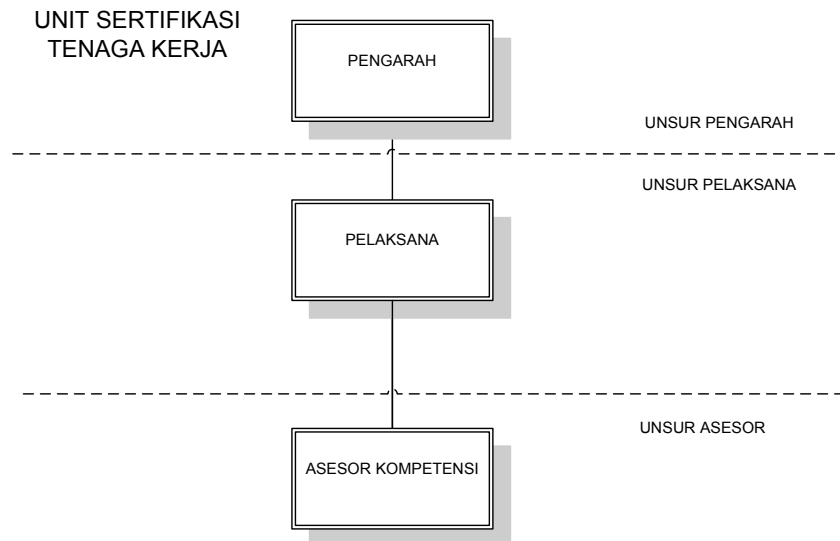 UNIT SERTIFIKASI
TENAGA KERJA
PENGARAH
UNSUR PENGARAH
UNSUR PELAKSANA
PELAKSANA
UNSUR ASESOR
ASESOR KOMPETENSI